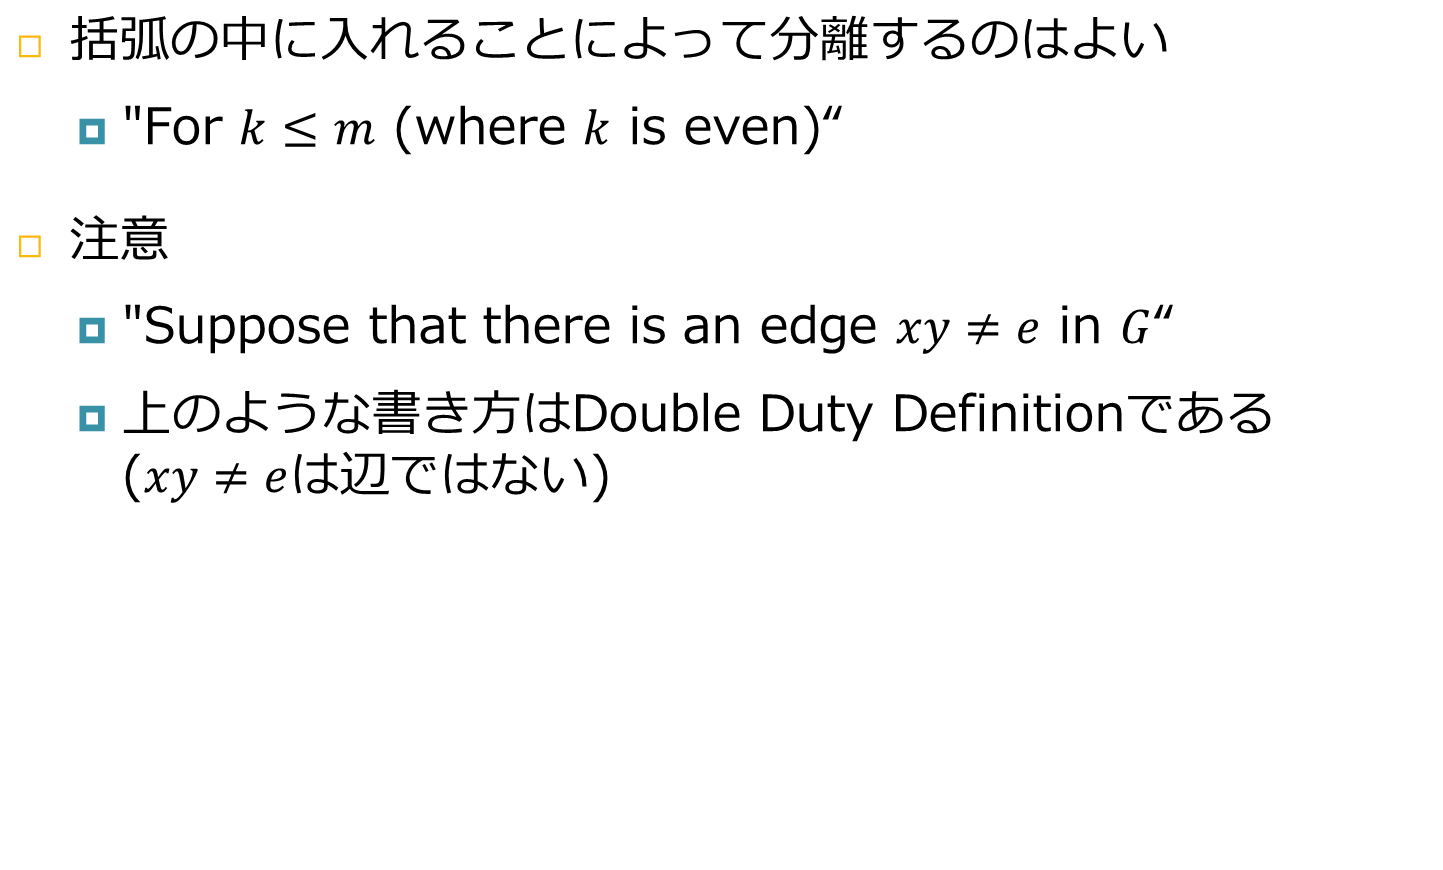 括弧の中に入れることによって分離するのはよい
"For k ≤ m (where k is even)“
注意
"Suppose that there is an edge xy ≠ e in G“
上のような書き方はDouble Duty Definitionである
(xy ≠ eは辺ではない)